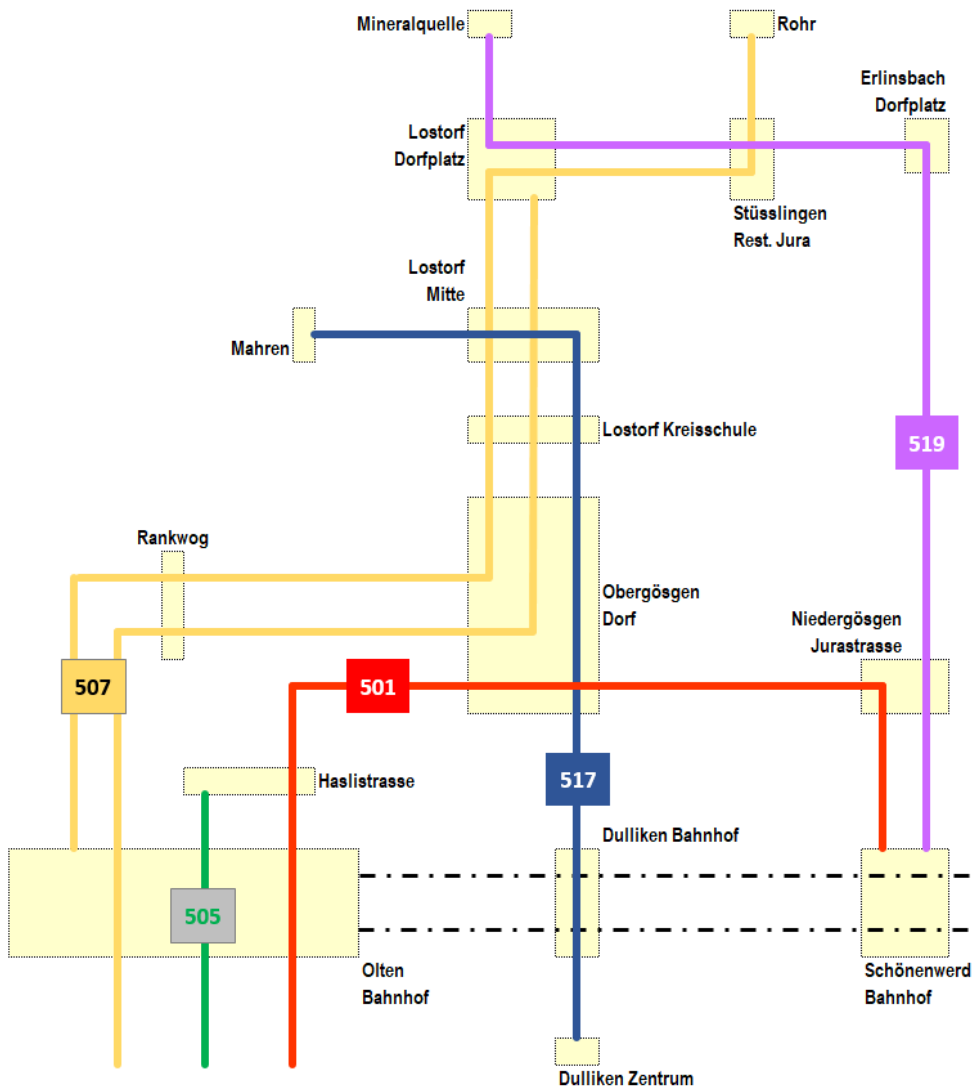 Mineralquelle
Rohr
Erlinsbach
Dorfplatz
Lostorf
Dorfplatz
Stüsslingen
Rest. Jura
Lostorf
Mitte
Mahren
Lostorf Kreisschule
519
Rankwog
Obergösgen
Dorf
Niedergösgen
Jurastrasse
507
501
Haslistrasse
517
Dulliken Bahnhof
505
Olten
Bahnhof
Schönenwerd
Bahnhof
Dulliken Zentrum